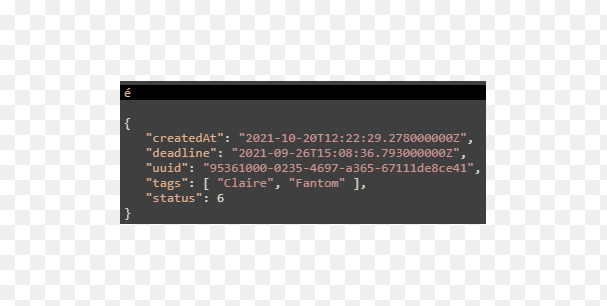 é
{
"createdAt": "2021-10-20T12:22:29.278000000Z",
"deadline": "2021-09-26T15:08:36.793000000Z",
"uuid": "95361000-0235-4697-a365-67111de8ce41",
"tags": [ "Claire", "Fantom" ],
"status": 6
}